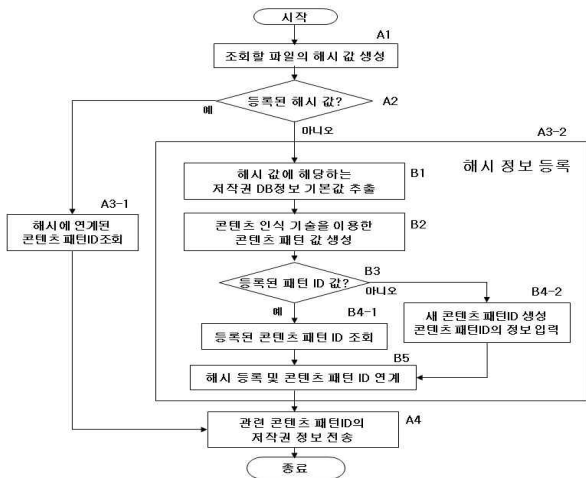 시작
A1
조회할 파일의 해시 값 생성
등록된 해시 값?
A2
예
아니오
A3-2
해시 정보 등록
해시 값에 해당하는
저작권 DB정보 기본값 추출
B1
A3-1
해시에 연계된
콘텐츠 패턴ID조회
콘텐츠 인식 기술을 이용한
콘텐츠 패턴 값 생성
B2
B3
등록된 패턴 ID 값?
아니오
B4-2
예
B4-1
새 콘텐츠 패턴ID 생성
콘텐츠 패턴ID의 정보 입력
등록된 콘텐츠 패턴 ID 조회
B5
해시 등록 및 콘텐츠 패턴 ID 연계
관련 콘텐츠 패턴ID의
저작권 정보 전송
A4
종료